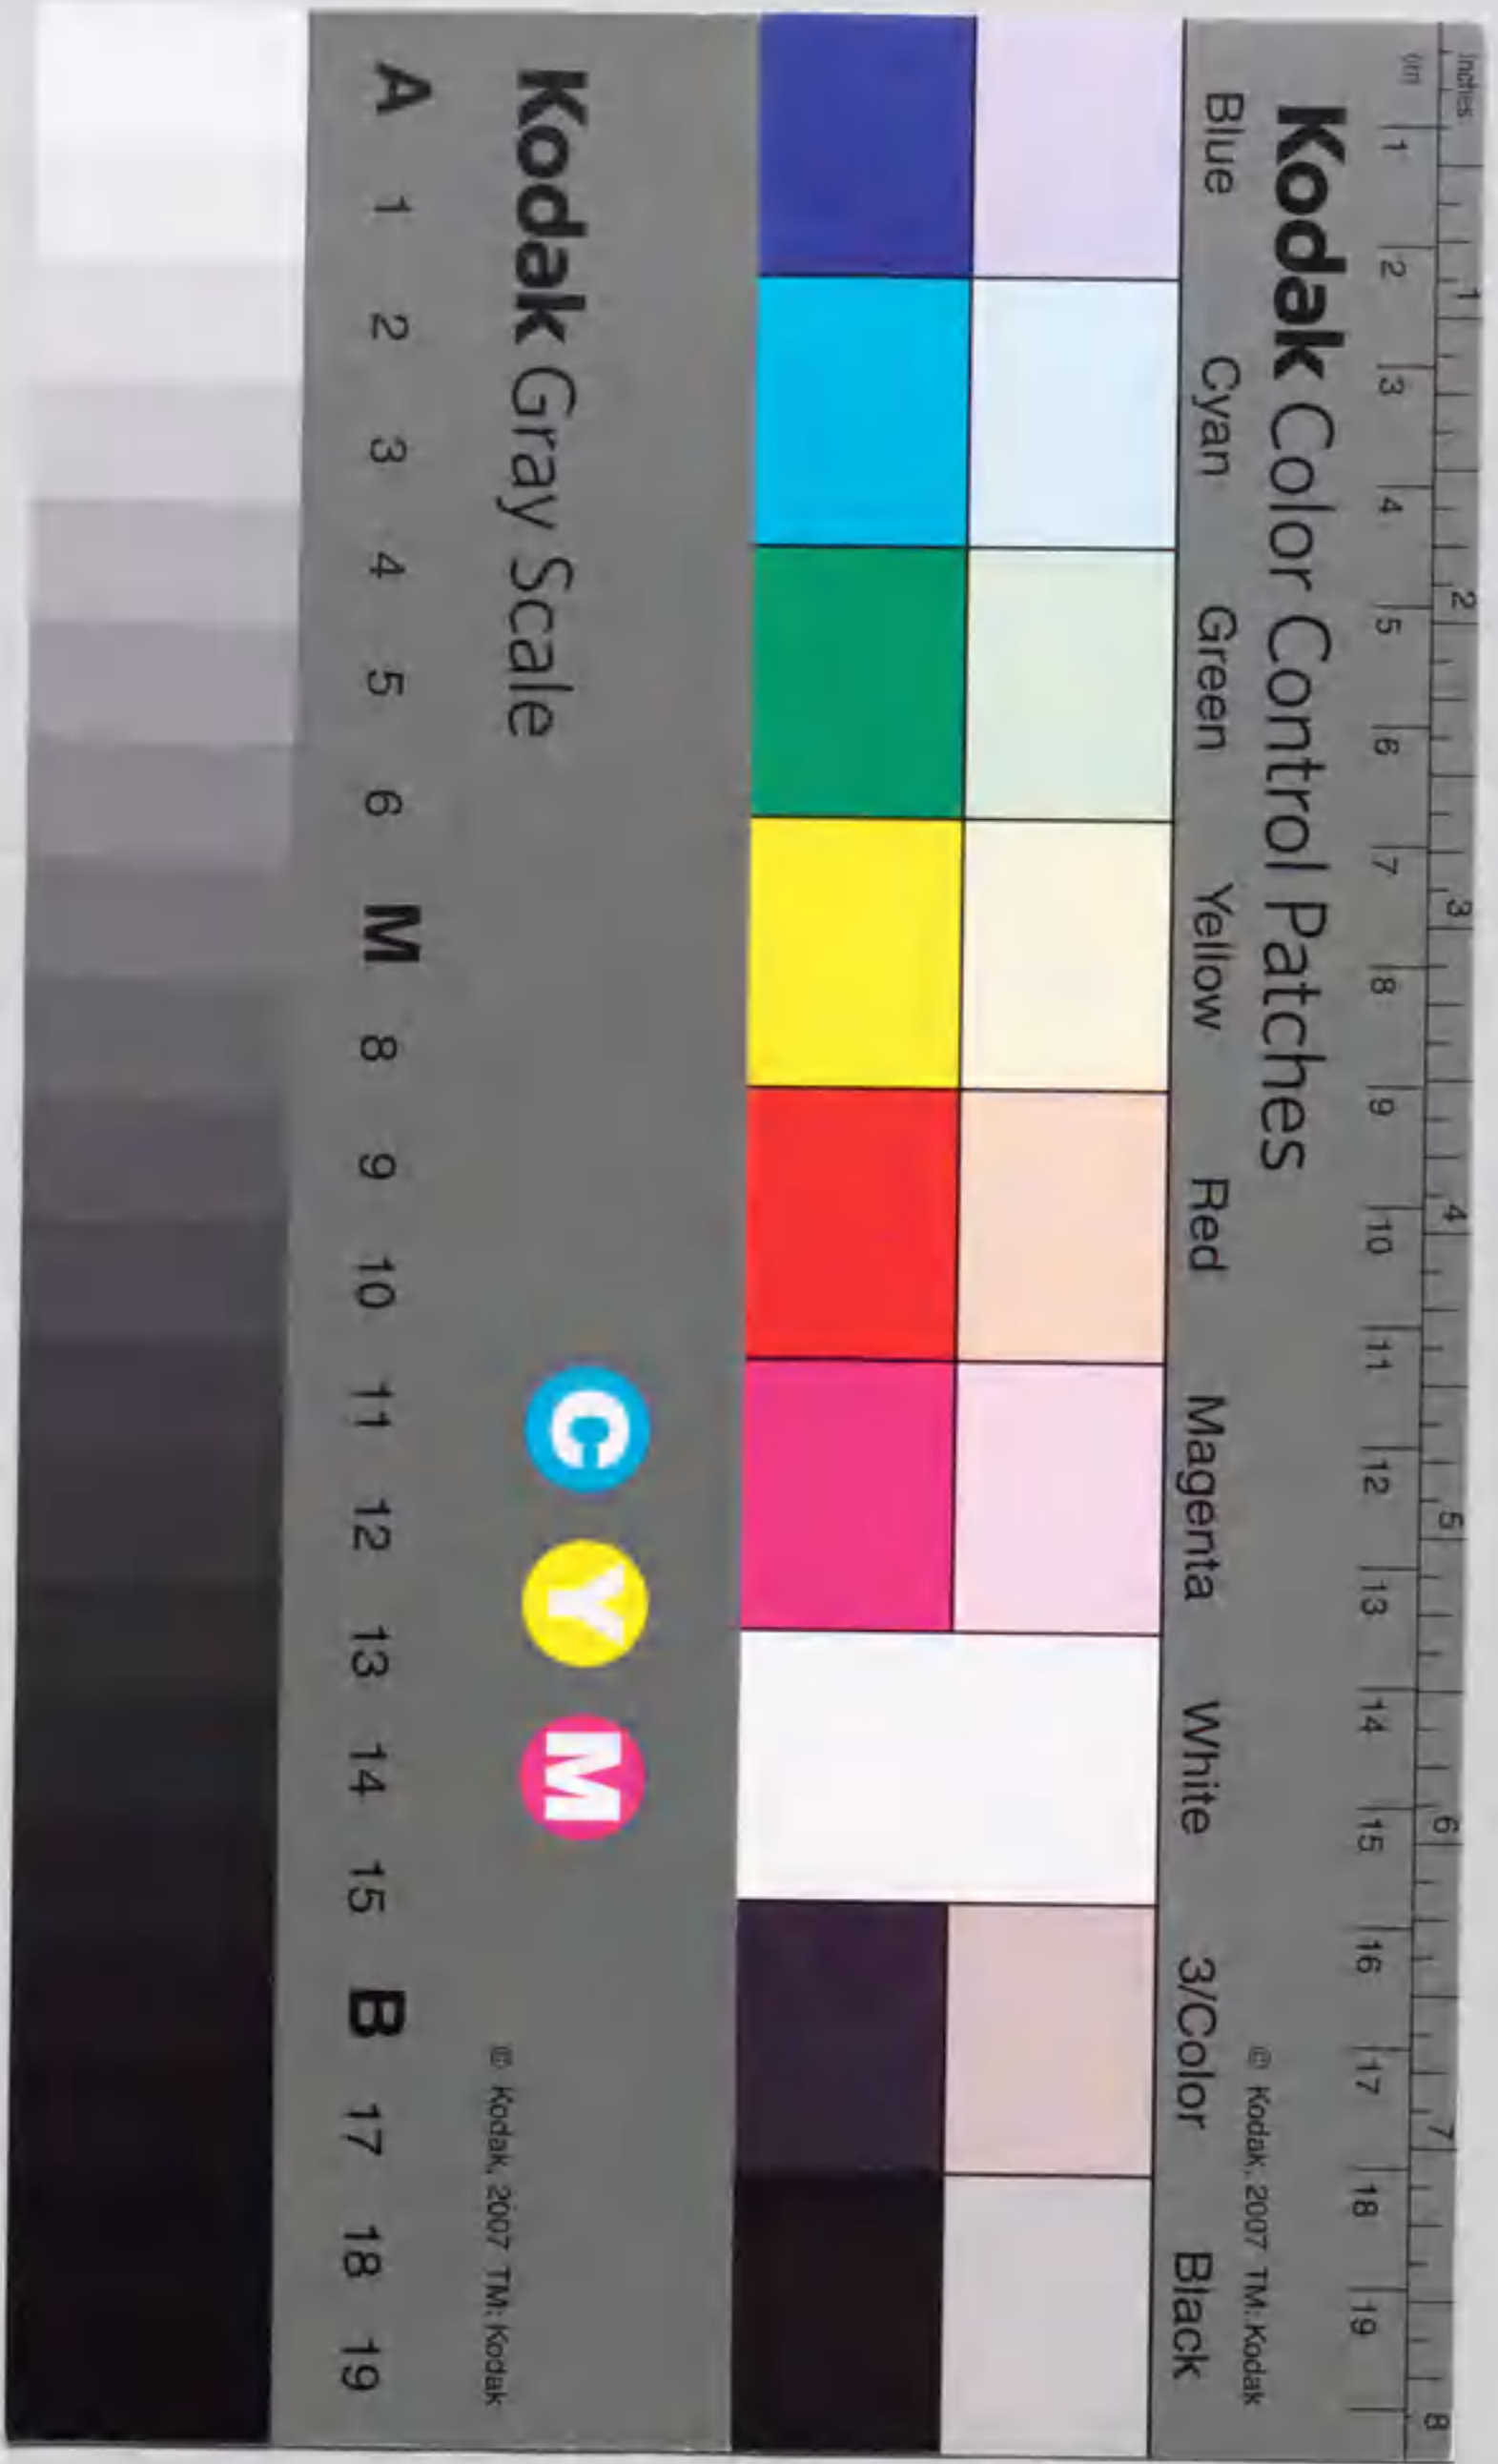 Inches 1 2 3 4 5 6 7 8
cm 1 2 3 4 5 6 7 8 9 10 11 12 13 14 15 16 17 18 19
Kodak Color Control Patches
© Kodak, 2007 TM: Kodak
Blue Cyan Green Yellow Red Magenta White 3/Color Black
Kodak Gray Scale
C Y M
© Kodak, 2007 TM: Kodak
A 1 2 3 4 5 6 M 8 9 10 11 12 13 14 15 B 17 18 19